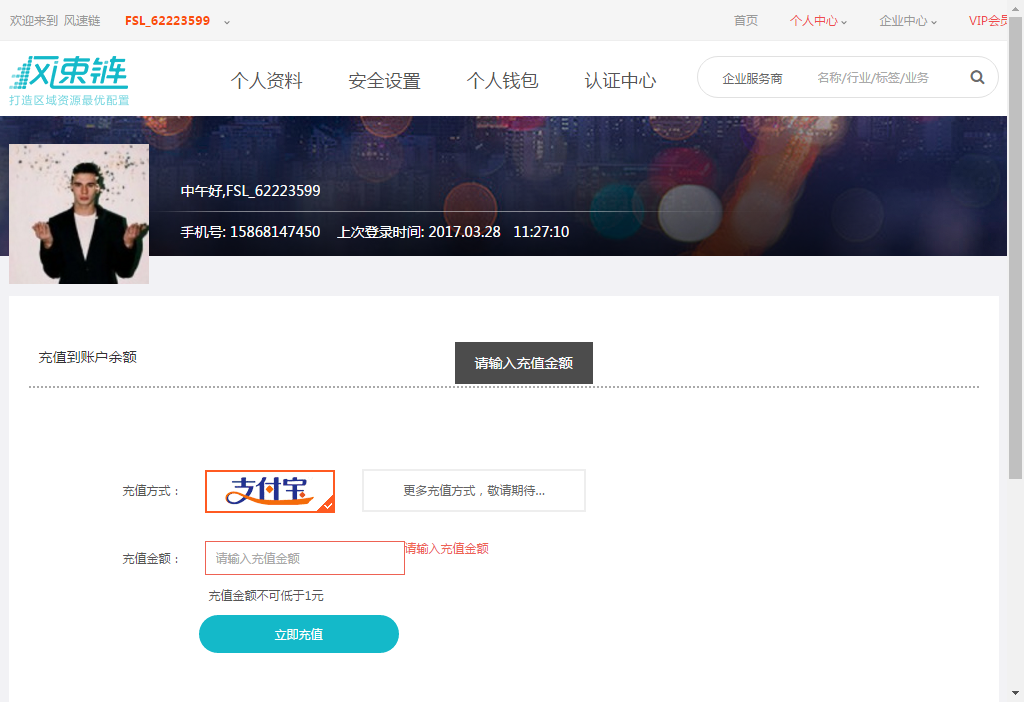 欢迎来到 风速链 FSL_62223599 首页 个人中心 企业中心 VIP会员
风速链
打造区域资源最优配置
个人资料 安全设置 个人钱包 认证中心 企业服务商 名称/行业/标签/业务
中午好,FSL_62223599
手机号: 15868147450 上次登录时间: 2017.03.28 11:27:10
充值到账户余额
请输入充值金额
充值方式： 支付宝 更多充值方式，敬请期待...
充值金额： 请输入充值金额 请输入充值金额
充值金额不可低于1元
立即充值